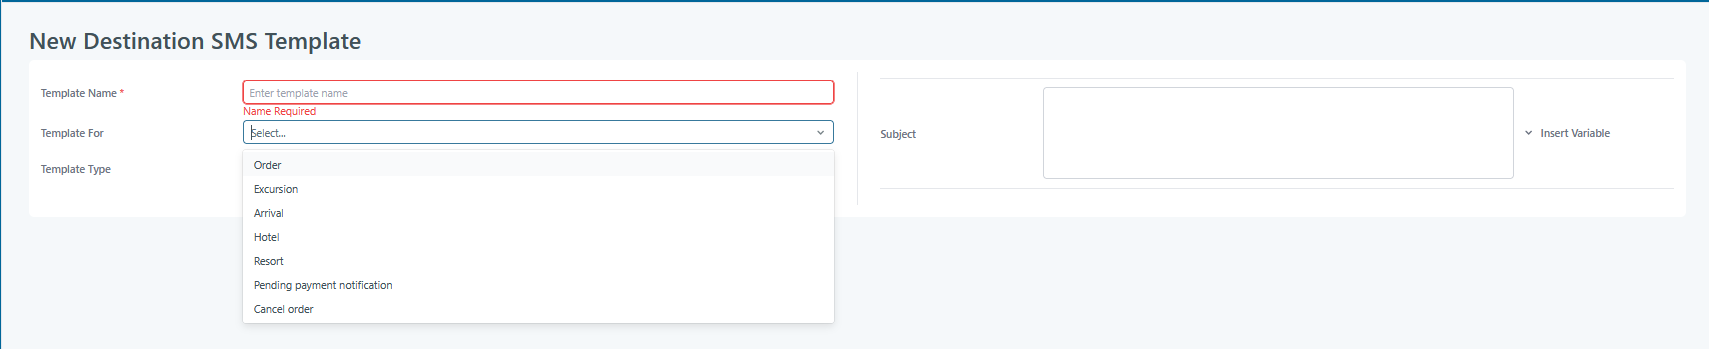 New Destination SMS Template
Template Name *
Enter template name
Name Required
Template For
Select...
Order
Excursion
Arrival
Hotel
Resort
Pending payment notification
Cancel order
Template Type
Subject
Insert Variable